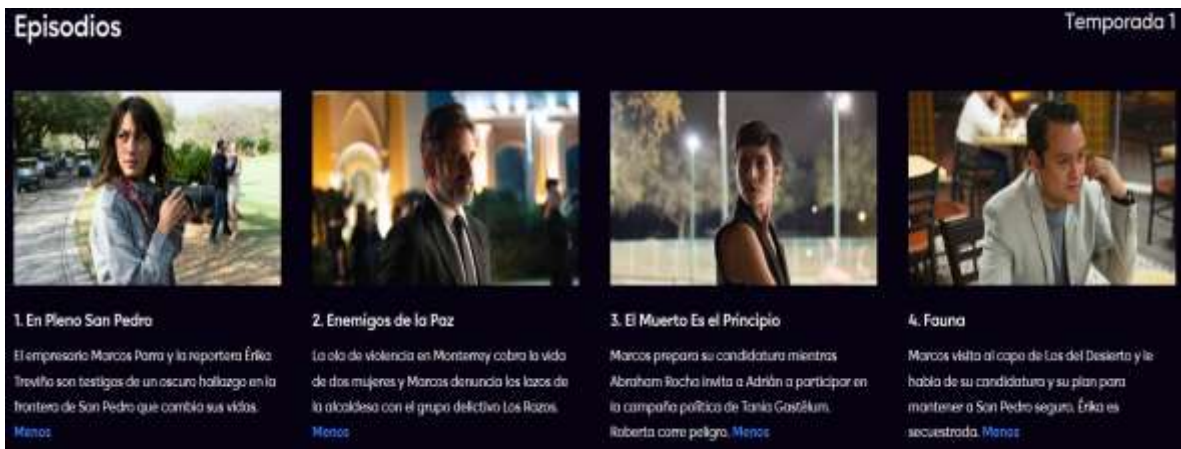 Episodios
Temporada 1
1. En Pleno San Pedro
El empresario Marcos Parra y la reportera Érika
Treviño son testigos de un oscuro hallazgo en la
frontera de San Pedro que cambia sus vidas.
Menos
2. Enemigos de la Paz
La ola de violencia en Monterrey cobra la vida
de dos mujeres y Marcos denuncia los lazos de
la alcaldesa con el grupo delictivo Los Razos.
Menos
3. El Muerto Es el Principio
Marcos prepara su candidatura mientras
Abraham Rocha invita a Adrián a participar en
la campaña política de Tania Gastélum.
Roberta corre peligro. Menos
4. Fauna
Marcos visita al capo de Los del Desierto y le
habla de su candidatura y su plan para
mantener a San Pedro seguro. Érika es
secuestrada. Menos